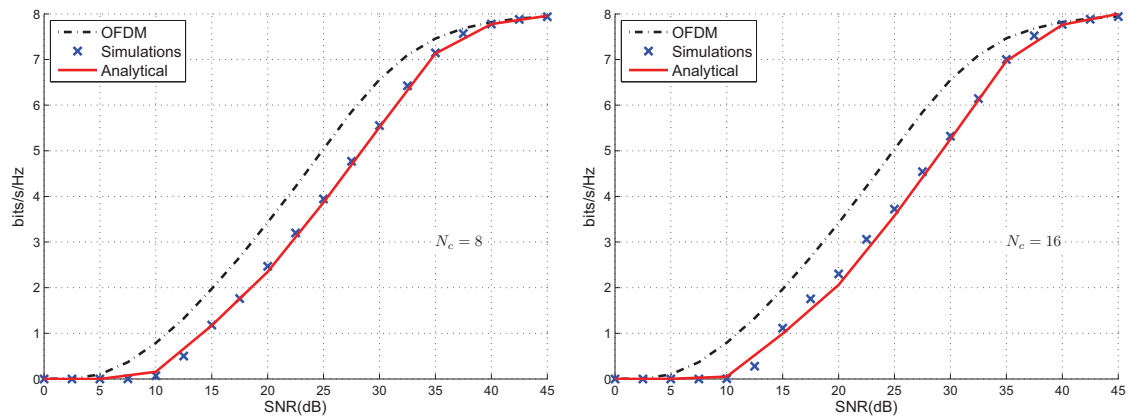 8
7
6
5
4
3
2
1
0
bits/s/Hz
OFDM
Simulations
Analytical
N_c = 8
0 5 10 15 20 25 30 35 40 45
SNR(dB)
8
7
6
5
4
3
2
1
0
bits/s/Hz
OFDM
Simulations
Analytical
N_c = 16
0 5 10 15 20 25 30 35 40 45
SNR(dB)